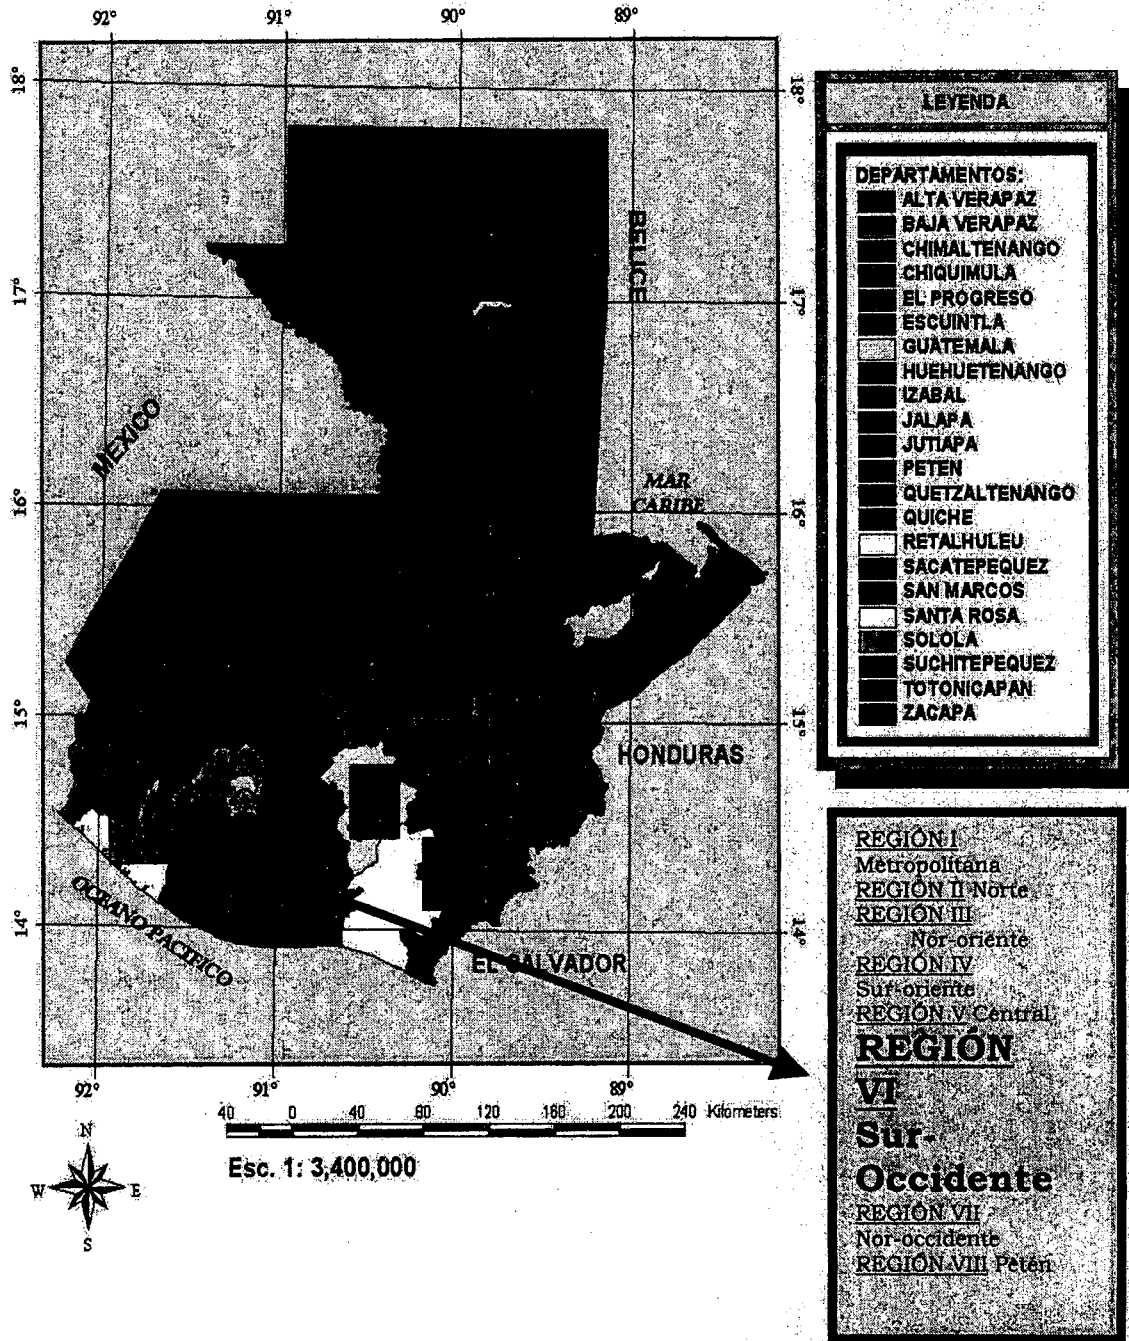 92° 91° 90° 89°
18° 18°
17° 17°
16° 16°
15° 15°
14° 14°
BELICE
MEXICO
MAR
CARIBE
HONDURAS
OCEANO PACIFICO
EL SALVADOR
92° 91° 90° 89°
40 0 40 80 120 160 200 240 Kilometers
Esc. 1: 3,400,000
N
W E
S
LEYENDA
DEPARTAMENTOS:
ALTA VERAPAZ
BAJA VERAPAZ
CHIMALTENANGO
CHIQUIMULA
EL PROGRESO
ESCUINTLA
GUATEMALA
HUEHUETENANGO
IZABAL
JALAPA
JUTIAPA
PETEN
QUETZALTENANGO
QUICHE
RETALHULEU
SACATEPEQUEZ
SAN MARCOS
SANTA ROSA
SOLOLA
SUCHITEPEQUEZ
TOTONICAPAN
ZACAPA
REGIÓN I
Metropolitana
REGIÓN II Norte
REGIÓN III
Nor-oriente
REGIÓN IV
Sur-oriente
REGIÓN V Central
REGIÓN
VI
Sur-
Occidente
REGIÓN VII
Nor-occidente
REGIÓN VIII Petén